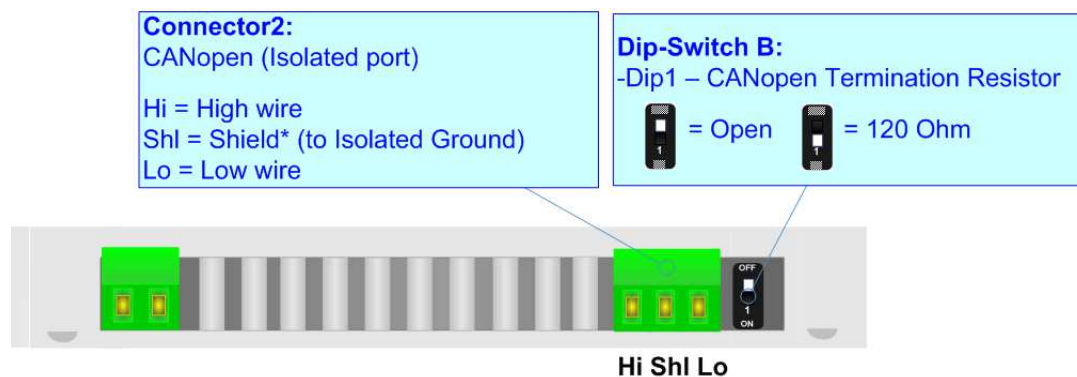 Connector2:
CANopen (Isolated port)
Hi = High wire
Shl = Shield* (to Isolated Ground)
Lo = Low wire
Dip-Switch B:
-Dip1 – CANopen Termination Resistor
1
= Open
1
= 120 Ohm
OFF
1
ON
Hi Shl Lo